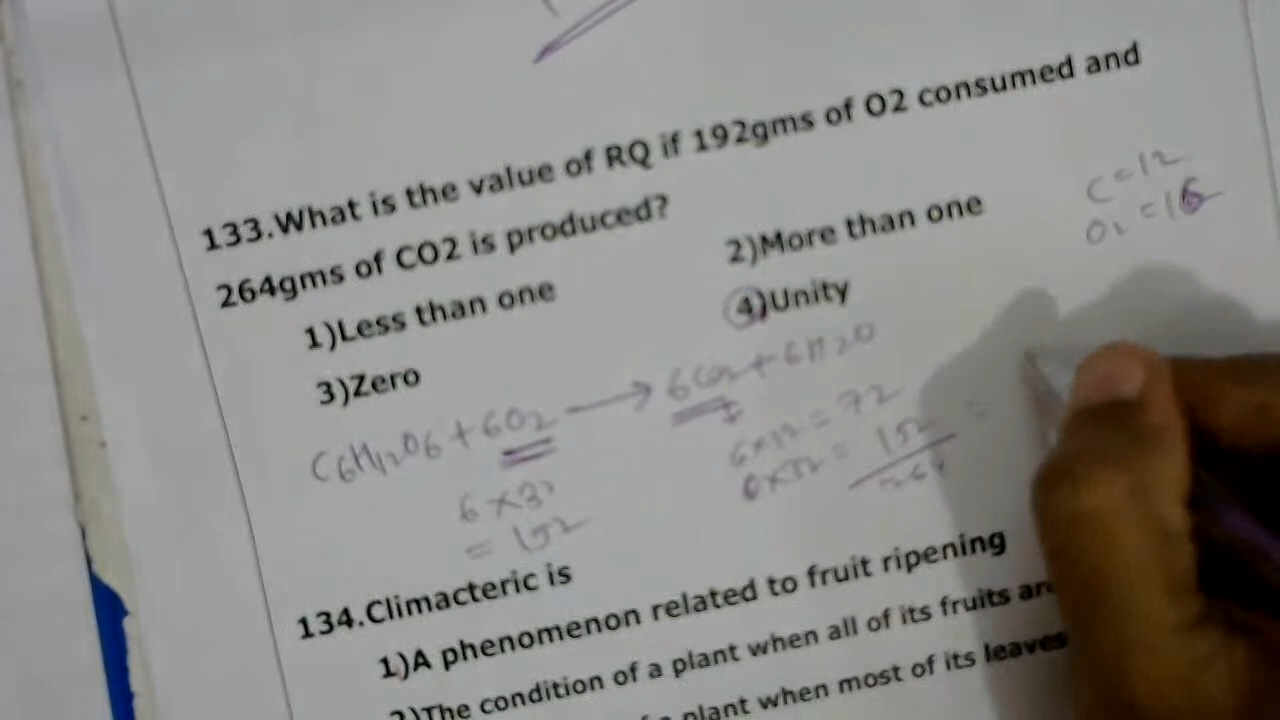 133.What is the value of RQ if 192gms of O2 consumed and
264gms of CO2 is produced?
1)Less than one 2)More than one
3)Zero 4)Unity
C = 12
O2 = 16
C6H12O6 + 6O2 → 6CO2 + 6H2O
6 × 32
= 192
6×12 = 72
6×32 = 192
264
134.Climacteric is
1)A phenomenon related to fruit ripening
2)The condition of a plant when all of its fruits
plant when most of its leaves